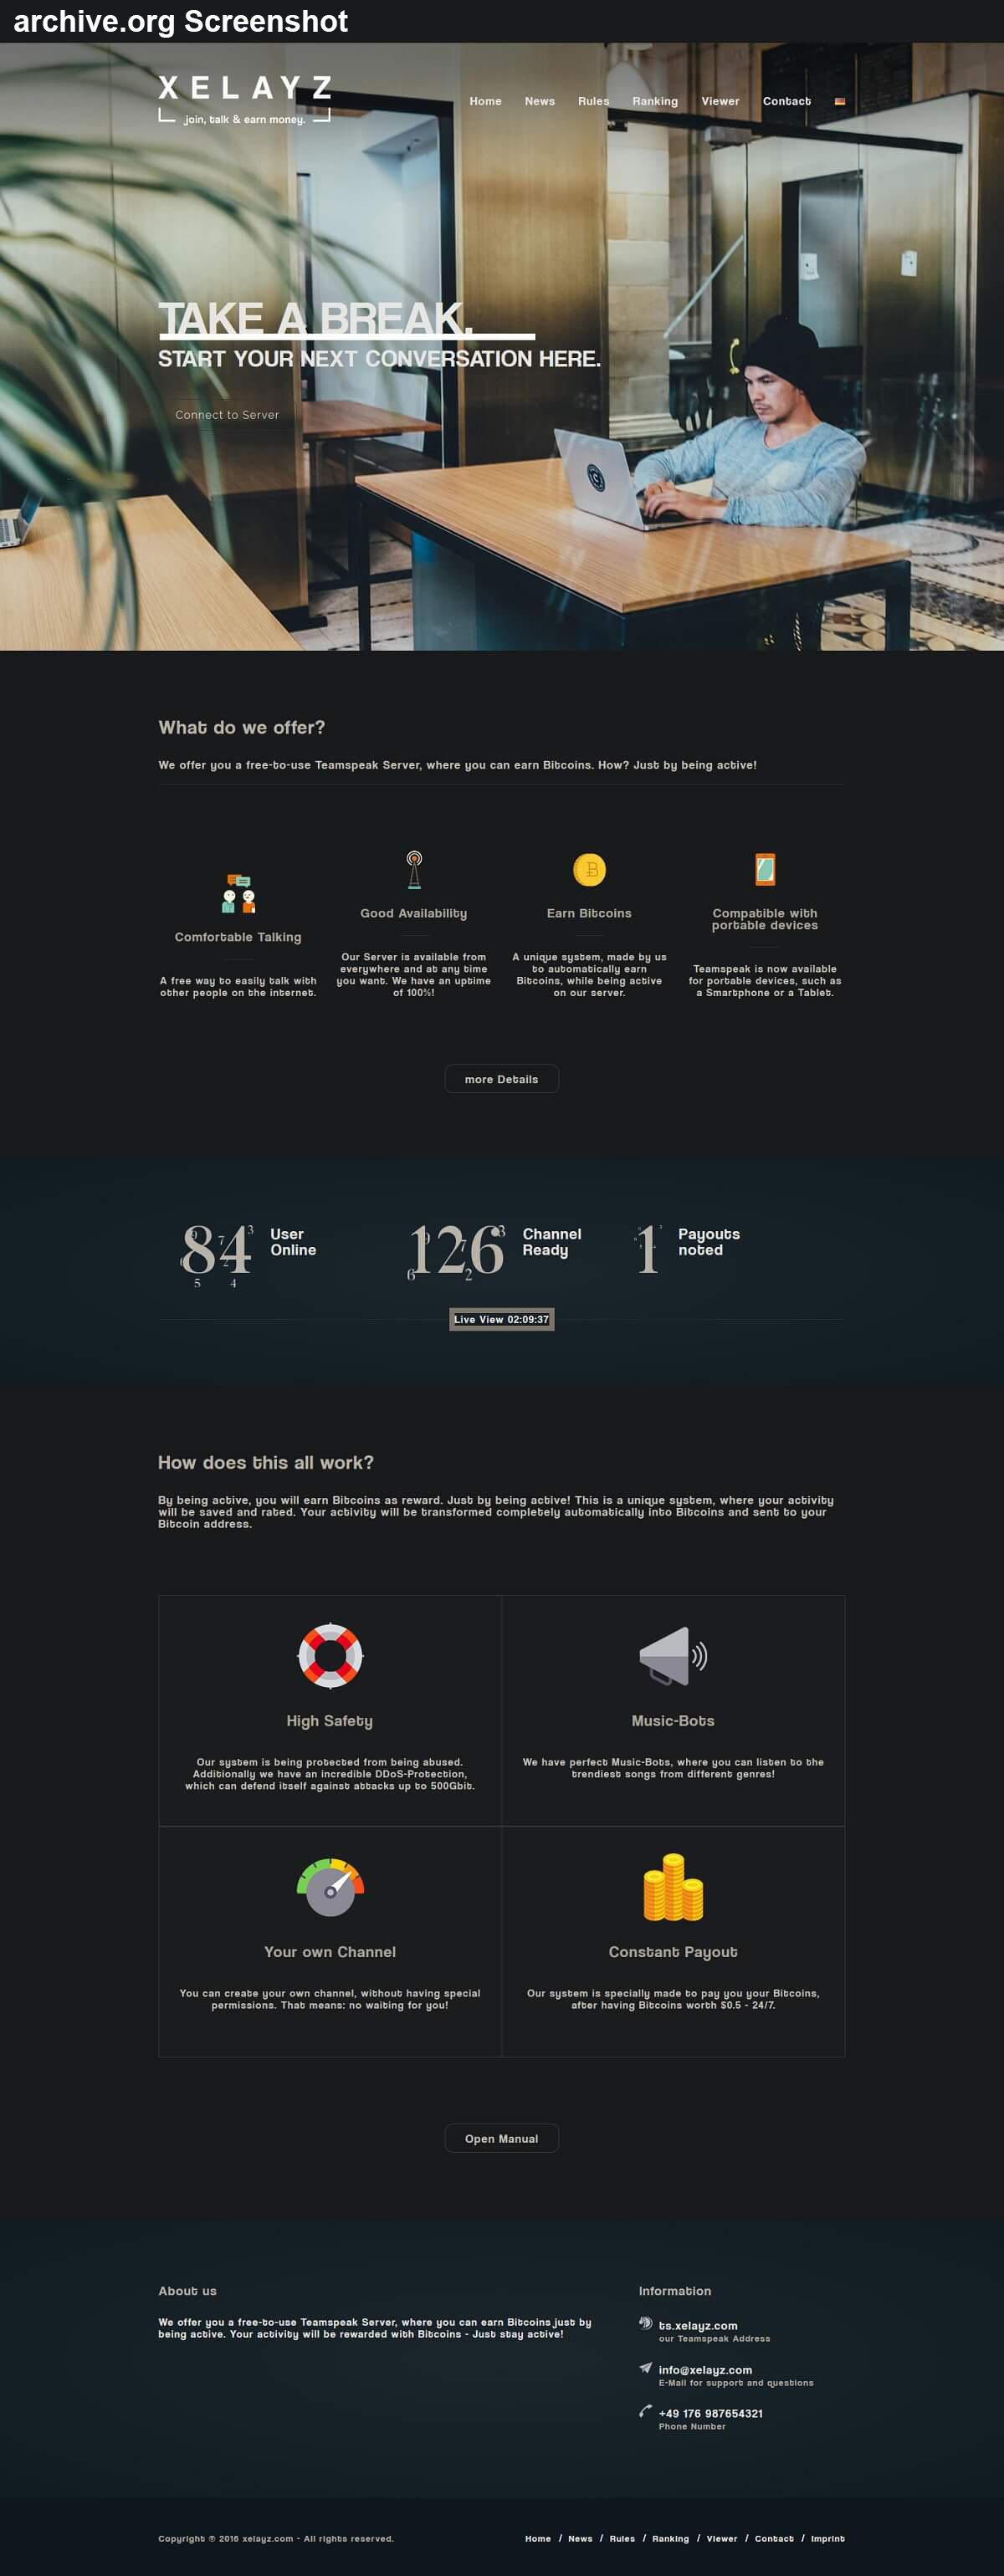 archive.org Screenshot
XELAYZ
join, talk & earn money.
Home News Rules Ranking Viewer Contact
TAKE A BREAK.
START YOUR NEXT CONVERSATION HERE.
Connect to Server
What do we offer?
We offer you a free-to-use Teamspeak Server, where you can earn Bitcoins. How? Just by being active!
Comfortable Talking
A free way to easily talk with
other people on the internet.
Good Availability
Our Server is available from
everywhere and at any time
you want. We have an uptime
of 100%!
Earn Bitcoins
A unique system, made by us
to automatically earn
Bitcoins, while being active
on our server.
Compatible with
portable devices
Teamspeak is now available
for portable devices, such as
a Smartphone or a Tablet.
more Details
84
User
Online
126
Channel
Ready
1
Payouts
noted
Live View 02:09:37
How does this all work?
By being active, you will earn Bitcoins as reward. Just by being active! This is a unique system, where your activity
will be saved and rated. Your activity will be transformed completely automatically into Bitcoins and sent to your
Bitcoin address.
High Safety
Our system is being protected from being abused.
Additionally we have an incredible DDoS-Protection,
which can defend itself against attacks up to 500Gbit.
Music-Bots
We have perfect Music-Bots, where you can listen to the
trendiest songs from different genres!
Your own Channel
You can create your own channel, without having special
permissions. That means: no waiting for you!
Constant Payout
Our system is specially made to pay you your Bitcoins,
after having Bitcoins worth $0.5 - 24/7.
Open Manual
About us
We offer you a free-to-use Teamspeak Server, where you can earn Bitcoins just by
being active. Your activity will be rewarded with Bitcoins - Just stay active!
Information
ts.xelayz.com
our Teamspeak Address
info@xelayz.com
E-Mail for support and questions
+49 176 987654321
Phone Number
Copyright © 2016 xelayz.com - All rights reserved.
Home / News / Rules / Ranking / Viewer / Contact / Imprint